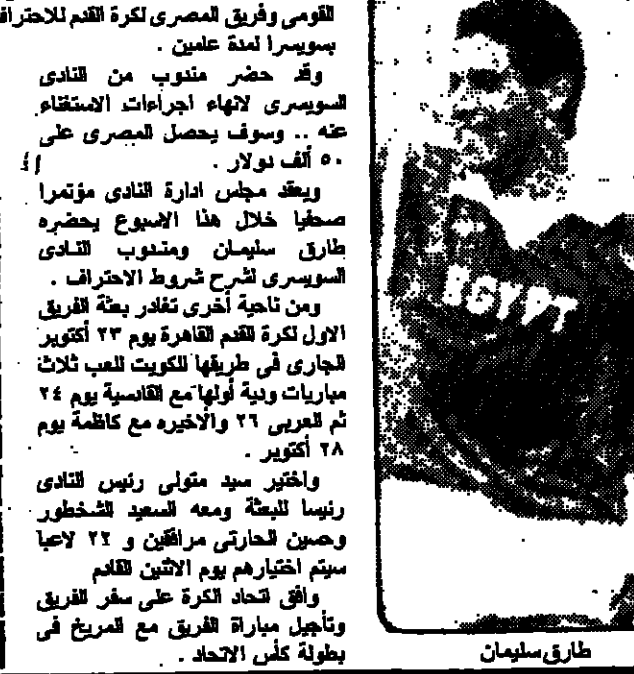 القومى وفريق المصرى لكرة القدم للاحتراف
بسويسرا لمدة عامين .
وقد حضر مندوب من النادى
السويسرى لانهاء اجراءات الاستغناء
عنه .. وسوف يحصل المصرى على
٥٠ ألف دولار .
ويعقد مجلس ادارة النادى مؤتمرا
صحفيا خلال هذا الاسبوع يحضره
طارق سليمان ومندوب النادى
السويسرى لشرح شروط الاحتراف .
ومن ناحية أخرى تغادر بعثة الفريق
الاول لكرة القدم القاهرة يوم ٢٣ أكتوبر
الجارى فى طريقها للكويت للعب ثلاث
مباريات ودية أولها مع القادسية يوم ٢٤
ثم العربى ٢٦ والاخيره مع كاظمة يوم
٢٨ أكتوبر .
واختير سيد متولى رئيس النادى
رئيسا للبعثة ومعه السعيد الشخطور
وحسين الحارتى مرافقين و ٢٢ لاعبا
سيتم اختيارهم يوم الاثنين القادم
وافق اتحاد الكرة على سفر الفريق
وتأجيل مباراة الفريق مع المريخ فى
بطولة كأس الاتحاد .
EGYPT
طارق سليمان